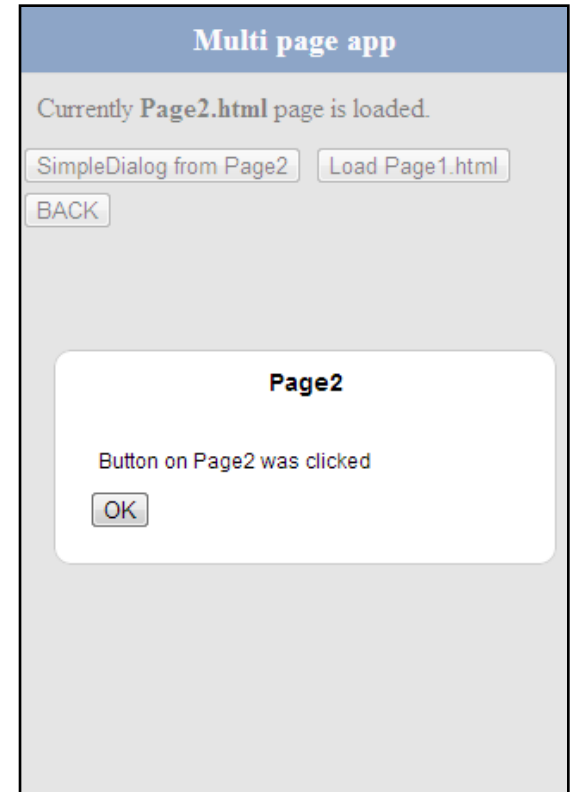 Multi page app
Currently Page2.html page is loaded.
SimpleDialog from Page2 Load Page1.html
BACK
Page2
Button on Page2 was clicked
OK